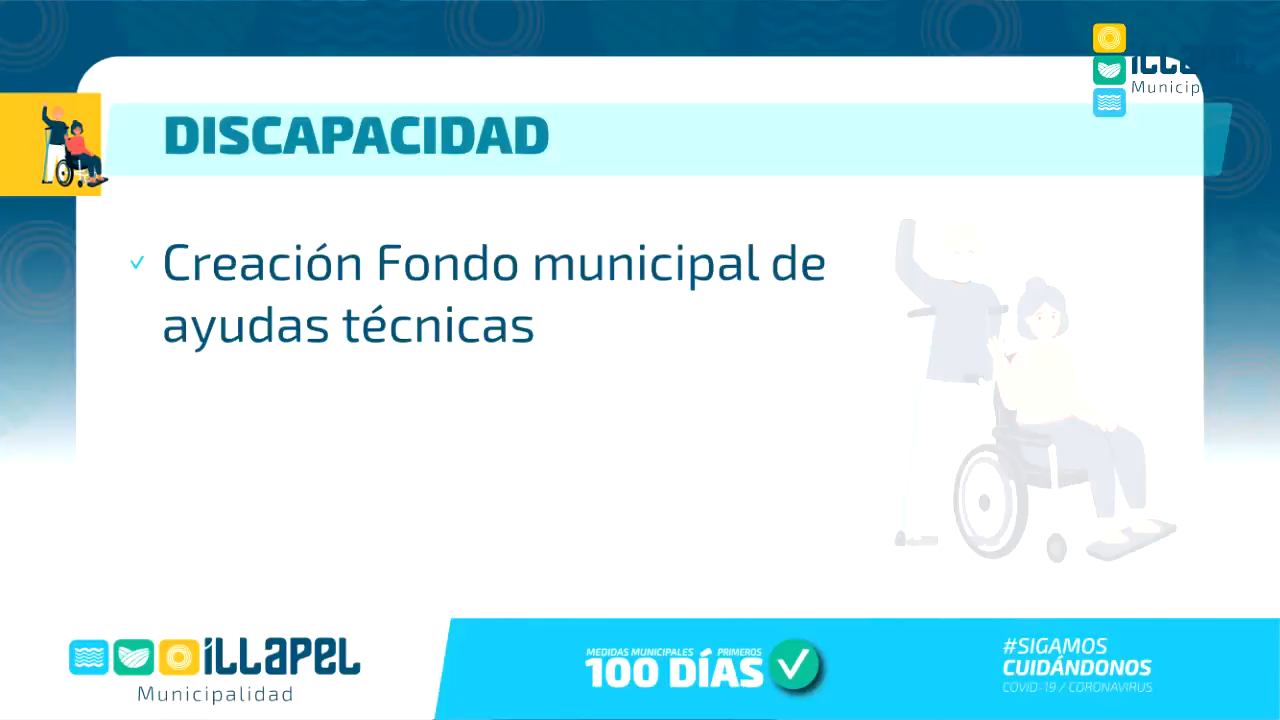 ILLAPEL
Municip
DISCAPACIDAD
Creación Fondo municipal de
ayudas técnicas
ILLAPEL
Municipalidad
MEDIDAS MUNICIPALES PRIMEROS
100 DÍAS
#SIGAMOS
CUIDÁNDONOS
COVID-19 / CORONAVIRUS